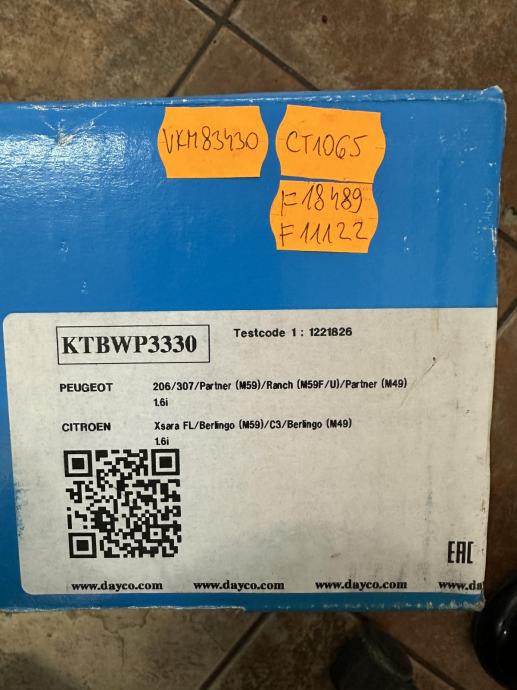 VKM83430
CT1065
F18489
F11122
KTBWP3330
Testcode 1 : 1221826
PEUGEOT 206/307/Partner (M59)/Ranch (M59F/U)/Partner (M49)
1.6i
CITROEN Xsara FL/Berlingo (M59)/C3/Berlingo (M49)
1.6i
EAC
www.dayco.com www.dayco.com www.dayco.com www.da